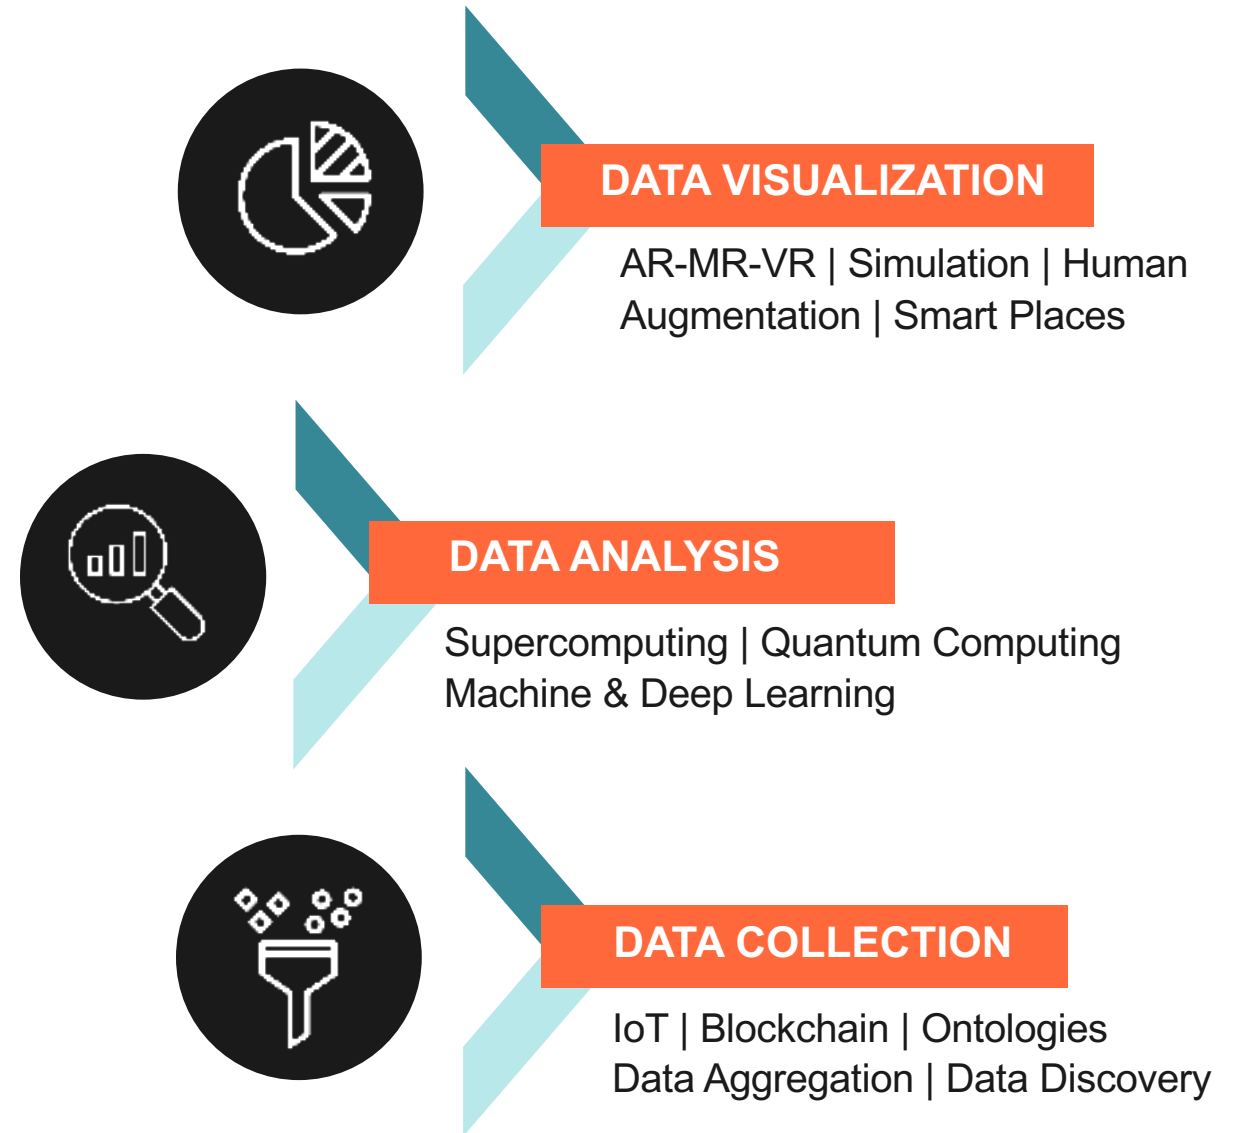 DATA VISUALIZATION
AR-MR-VR | Simulation | Human
Augmentation | Smart Places
DATA ANALYSIS
Supercomputing | Quantum Computing
Machine & Deep Learning
DATA COLLECTION
IoT | Blockchain | Ontologies
Data Aggregation | Data Discovery